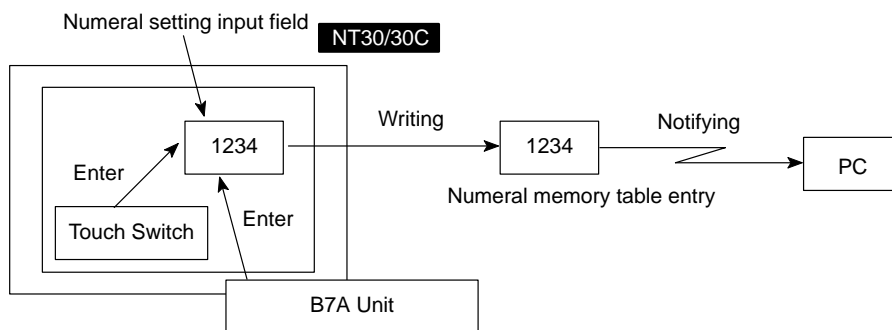 Numeral setting input field
NT30/30C
1234
Writing
1234
Notifying
PC
Enter
Numeral memory table entry
Touch Switch
Enter
B7A Unit